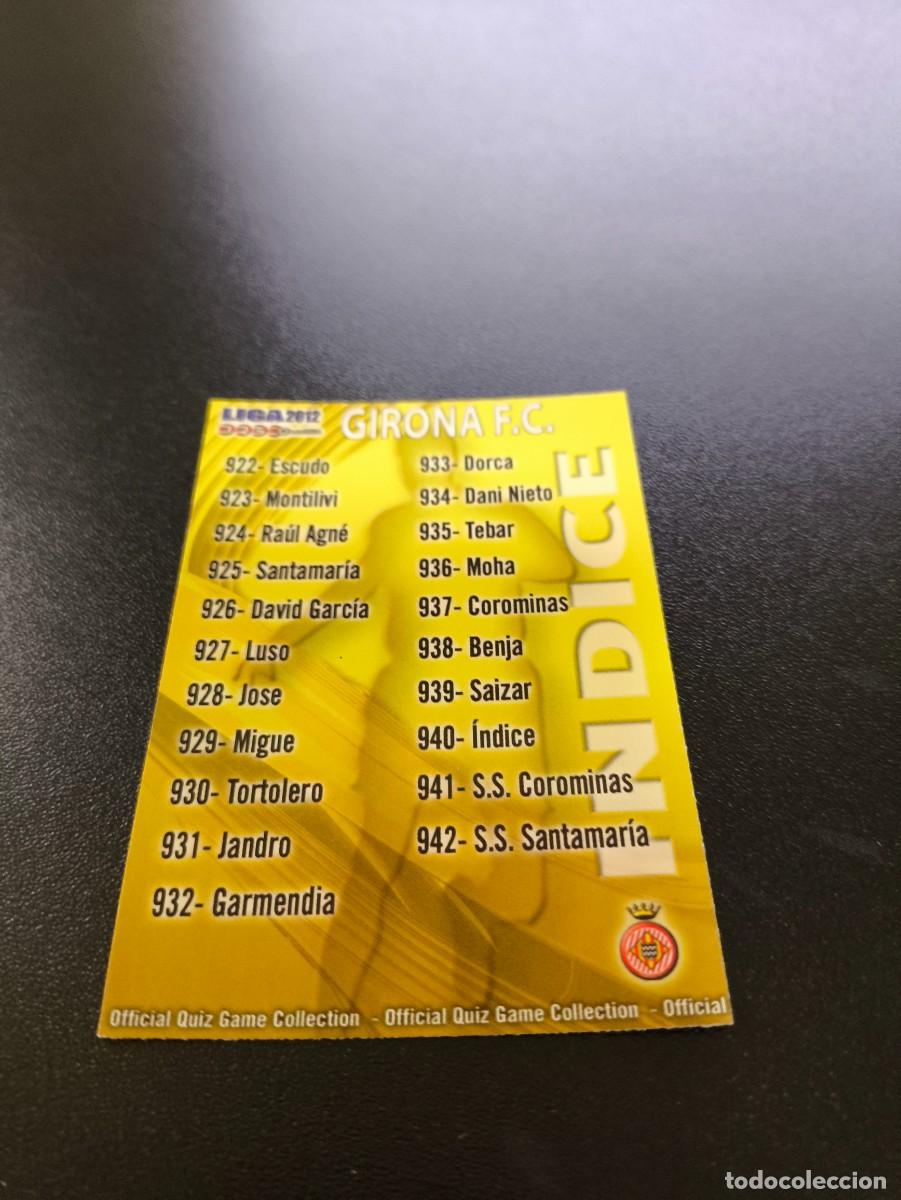 LIGA 2012
GIRONA F.C.
922- Escudo
923- Montilivi
924- Raúl Agné
925- Santamaría
926- David García
927- Luso
928- Jose
929- Migue
930- Tortolero
931- Jandro
932- Garmendia
933- Dorca
934- Dani Nieto
935- Tebar
936- Moha
937- Corominas
938- Benja
939- Saizar
940- Índice
941- S.S. Corominas
942- S.S. Santamaría
INDICE
Official Quiz Game Collection - Official Quiz Game Collection - Official
todocoleccion